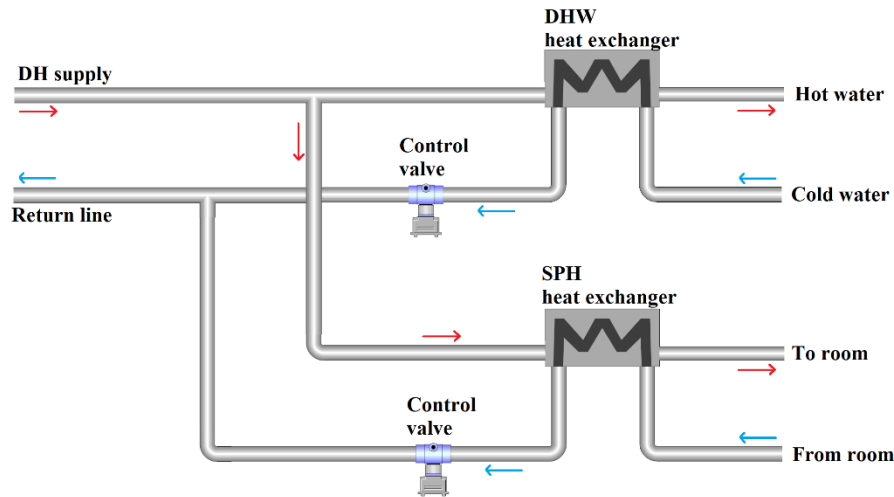 DHW
heat exchanger
DH supply
Hot water
Control
valve
Return line
Cold water
SPH
heat exchanger
To room
Control
valve
From room